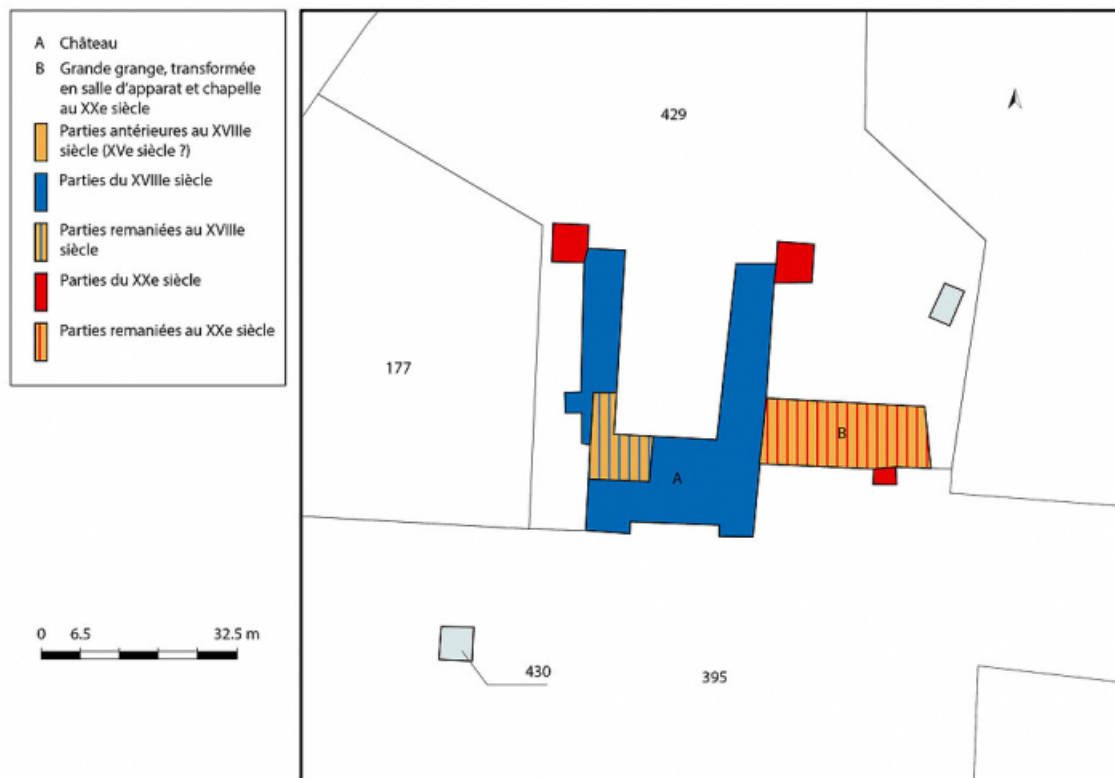 A Château
B Grande grange, transformée
en salle d'apparat et chapelle
au XXe siècle
Parties antérieures au XVIIIe
siècle (XVe siècle ?)
Parties du XVIIIe siècle
Parties remaniées au XVIIIe
siècle
Parties du XXe siècle
Parties remaniées au XXe siècle
429
177
B
A
0 6.5 32.5 m
430
395